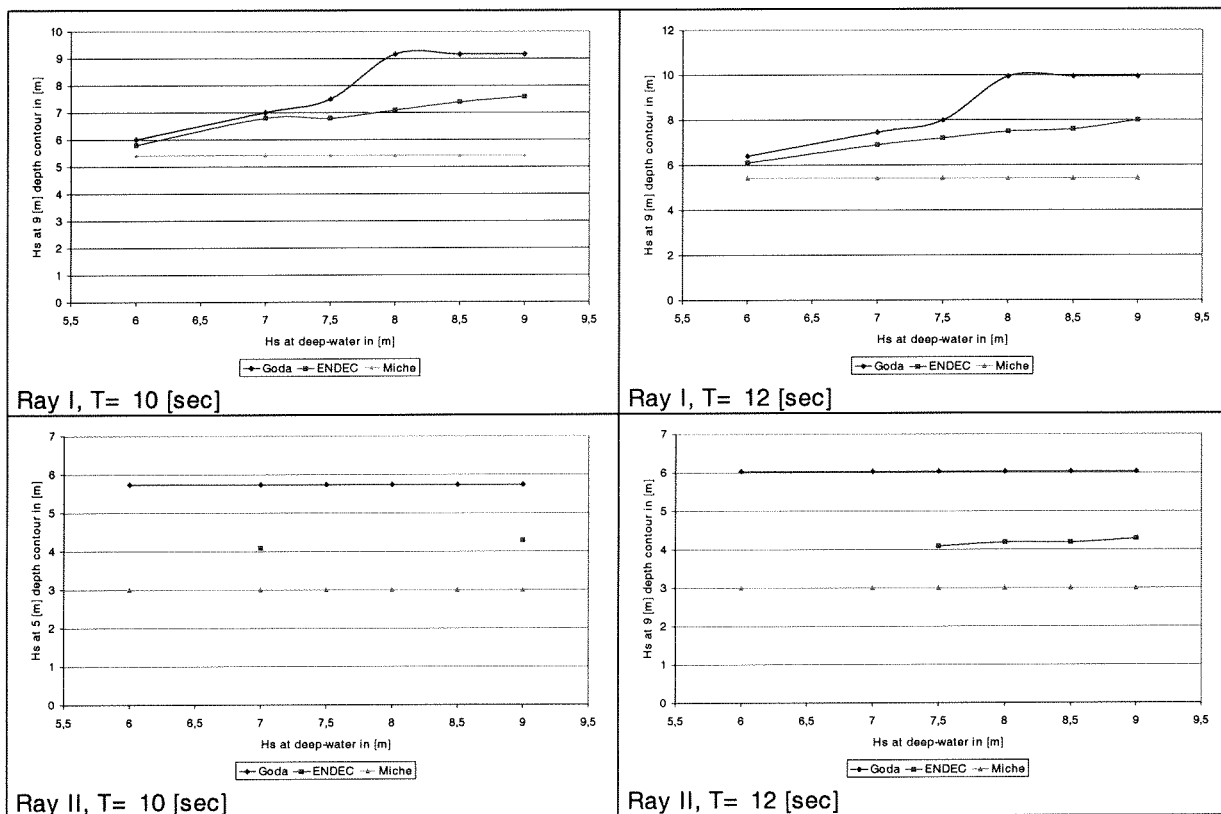 Hs at 9 [m] depth contour in [m]
10
9
8
7
6
5
4
3
2
1
0
5,5 6 6,5 7 7,5 8 8,5 9 9,5
Hs at deep-water in [m]
Goda ENDEC Miche
Ray I, T= 10 [sec]
Hs at 9 [m] depth contour in [m]
12
10
8
6
4
2
0
5,5 6 6,5 7 7,5 8 8,5 9 9,5
Hs at deep-water in [m]
Goda ENDEC Miche
Ray I, T= 12 [sec]
Hs at 5 [m] depth contour in [m]
7
6
5
4
3
2
1
0
5,5 6 6,5 7 7,5 8 8,5 9 9,5
Hs at deep-water in [m]
Goda ENDEC Miche
Ray II, T= 10 [sec]
Hs at 9 [m] depth contour in [m]
7
6
5
4
3
2
1
0
5,5 6 6,5 7 7,5 8 8,5 9 9,5
Hs at deep-water in [m]
Goda ENDEC Miche
Ray II, T= 12 [sec]